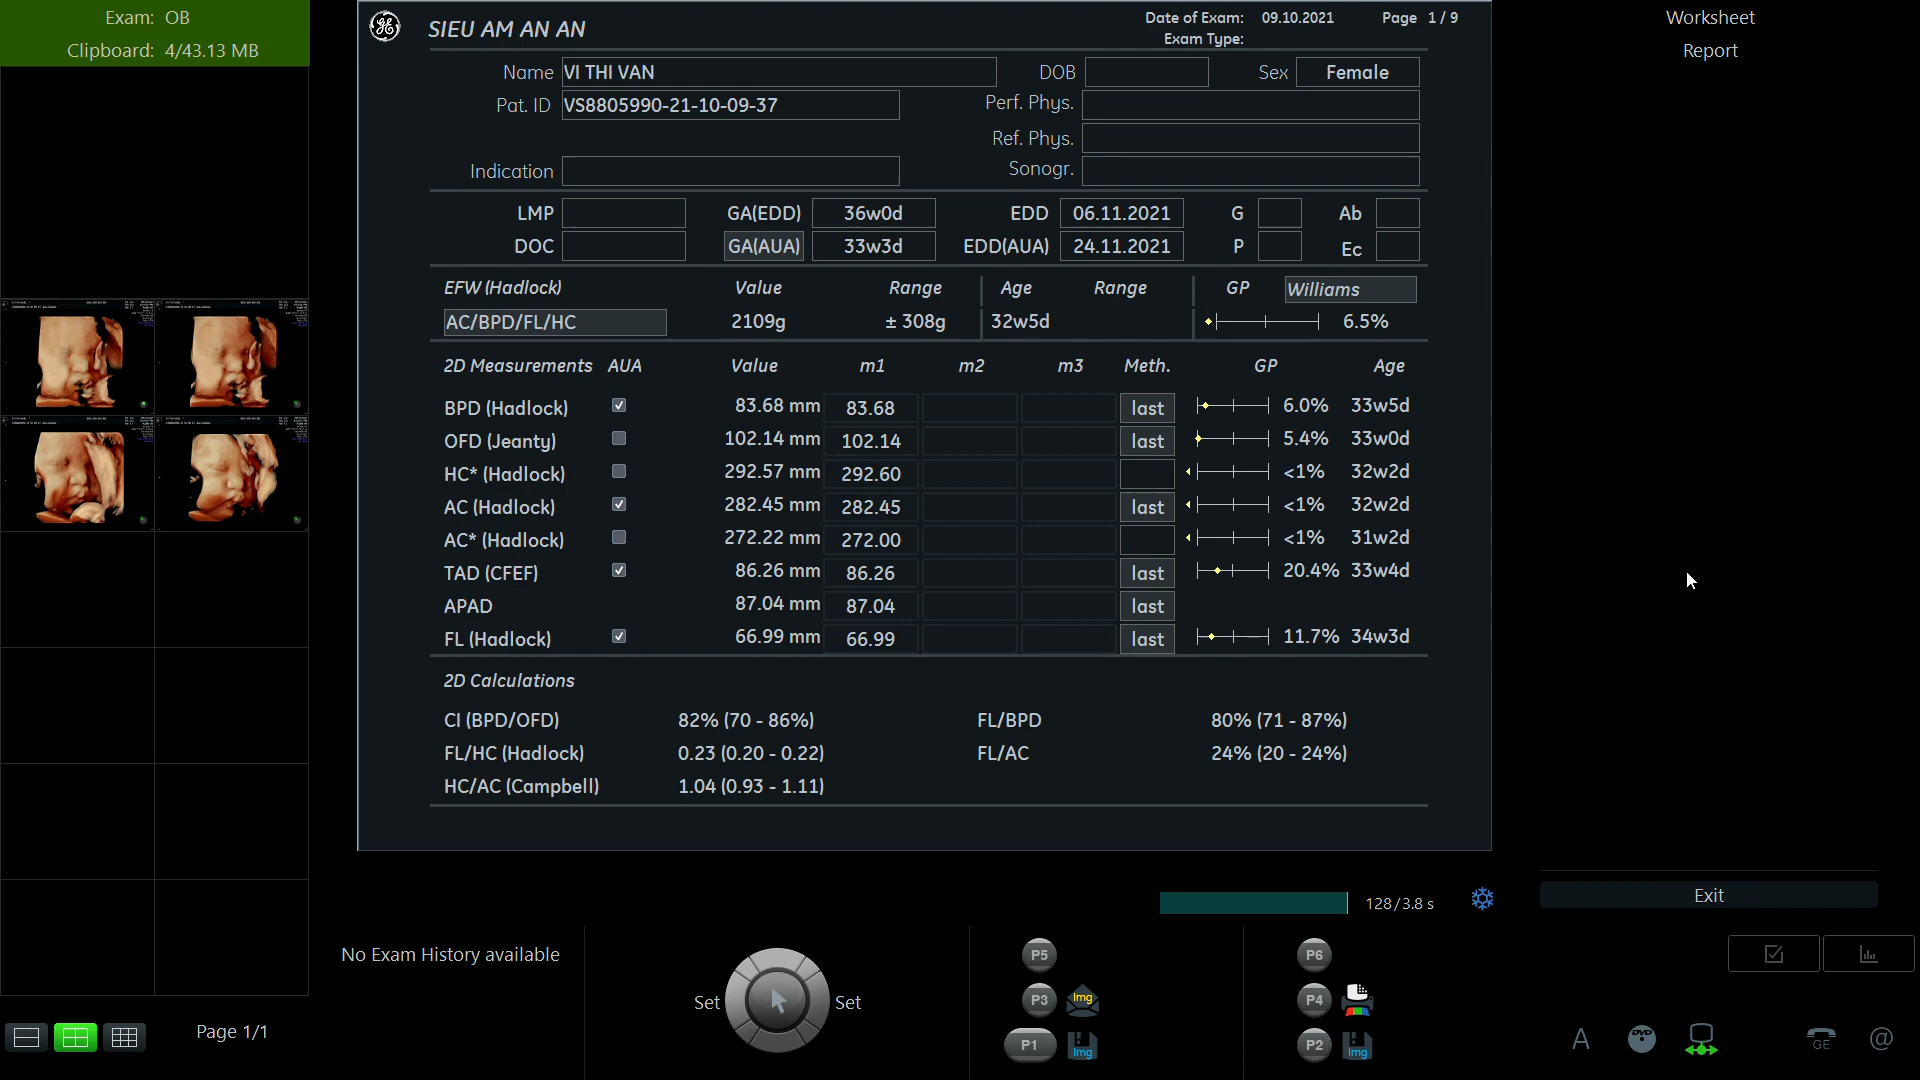 Exam: OB
Clipboard: 4/43.13 MB
SIEU AM AN AN
Date of Exam: 09.10.2021 Page 1 / 9
Exam Type:
Worksheet
Report
Name VI THI VAN DOB Sex Female
Pat. ID VS8805990-21-10-09-37 Perf. Phys.
Ref. Phys.
Indication Sonogr.
LMP GA(EDD) 36w0d EDD 06.11.2021 G Ab
DOC GA(AUA) 33w3d EDD(AUA) 24.11.2021 P Ec
EFW (Hadlock) Value Range Age Range GP Williams
AC/BPD/FL/HC 2109g ± 308g 32w5d 6.5%
2D Measurements AUA Value m1 m2 m3 Meth. GP Age
BPD (Hadlock) 83.68 mm 83.68 last 6.0% 33w5d
OFD (Jeanty) 102.14 mm 102.14 last 5.4% 33w0d
HC* (Hadlock) 292.57 mm 292.60 <1% 32w2d
AC (Hadlock) 282.45 mm 282.45 last <1% 32w2d
AC* (Hadlock) 272.22 mm 272.00 <1% 31w2d
TAD (CFEF) 86.26 mm 86.26 last 20.4% 33w4d
APAD 87.04 mm 87.04 last
FL (Hadlock) 66.99 mm 66.99 last 11.7% 34w3d
2D Calculations
CI (BPD/OFD) 82% (70 - 86%) FL/BPD 80% (71 - 87%)
FL/HC (Hadlock) 0.23 (0.20 - 0.22) FL/AC 24% (20 - 24%)
HC/AC (Campbell) 1.04 (0.93 - 1.11)
128/3.8 s
Exit
No Exam History available
Set Set
P5
P3 Img
P1 Img
P6
P4
P2 Img
Page 1/1
A DVD GE @